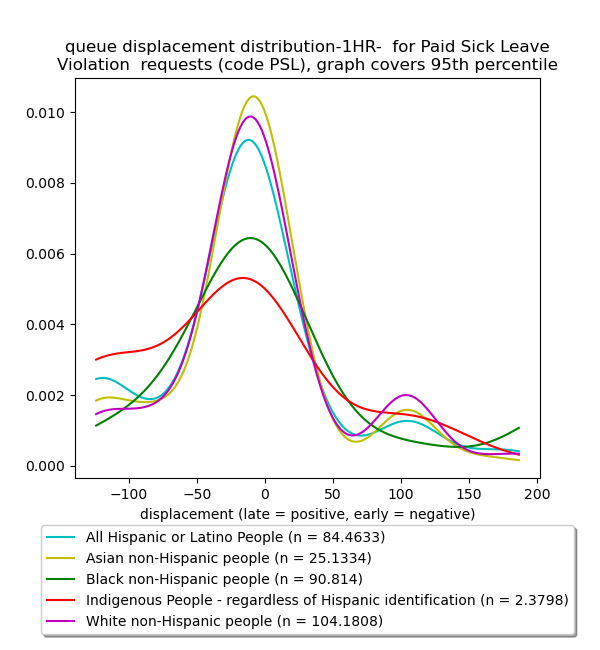 queue displacement distribution-1HR-  for Paid Sick Leave
Violation  requests (code PSL), graph covers 95th percentile
0.010
0.008
0.006
0.004
0.002
0.000
−100
−50
0
50
100
150
200
displacement (late = positive, early = negative)
All Hispanic or Latino People (n = 84.4633)
Asian non-Hispanic people (n = 25.1334)
Black non-Hispanic people (n = 90.814)
Indigenous People - regardless of Hispanic identification (n = 2.3798)
White non-Hispanic people (n = 104.1808)